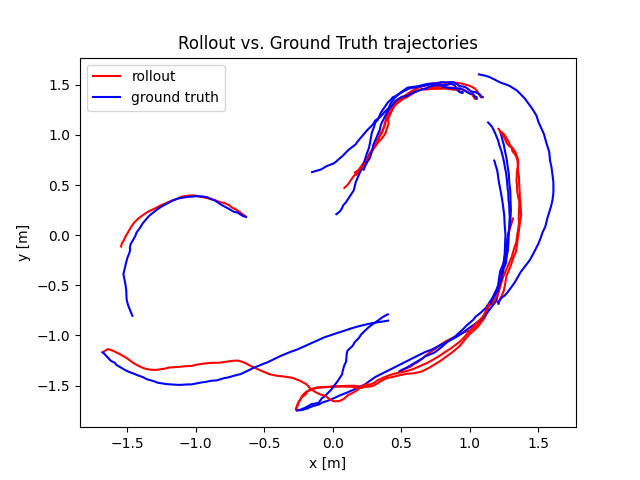 Rollout vs. Ground Truth trajectories
rollout
ground truth
1.5
1.0
0.5
0.0
−0.5
−1.0
−1.5
y [m]
−1.5 −1.0 −0.5 0.0 0.5 1.0 1.5
x [m]